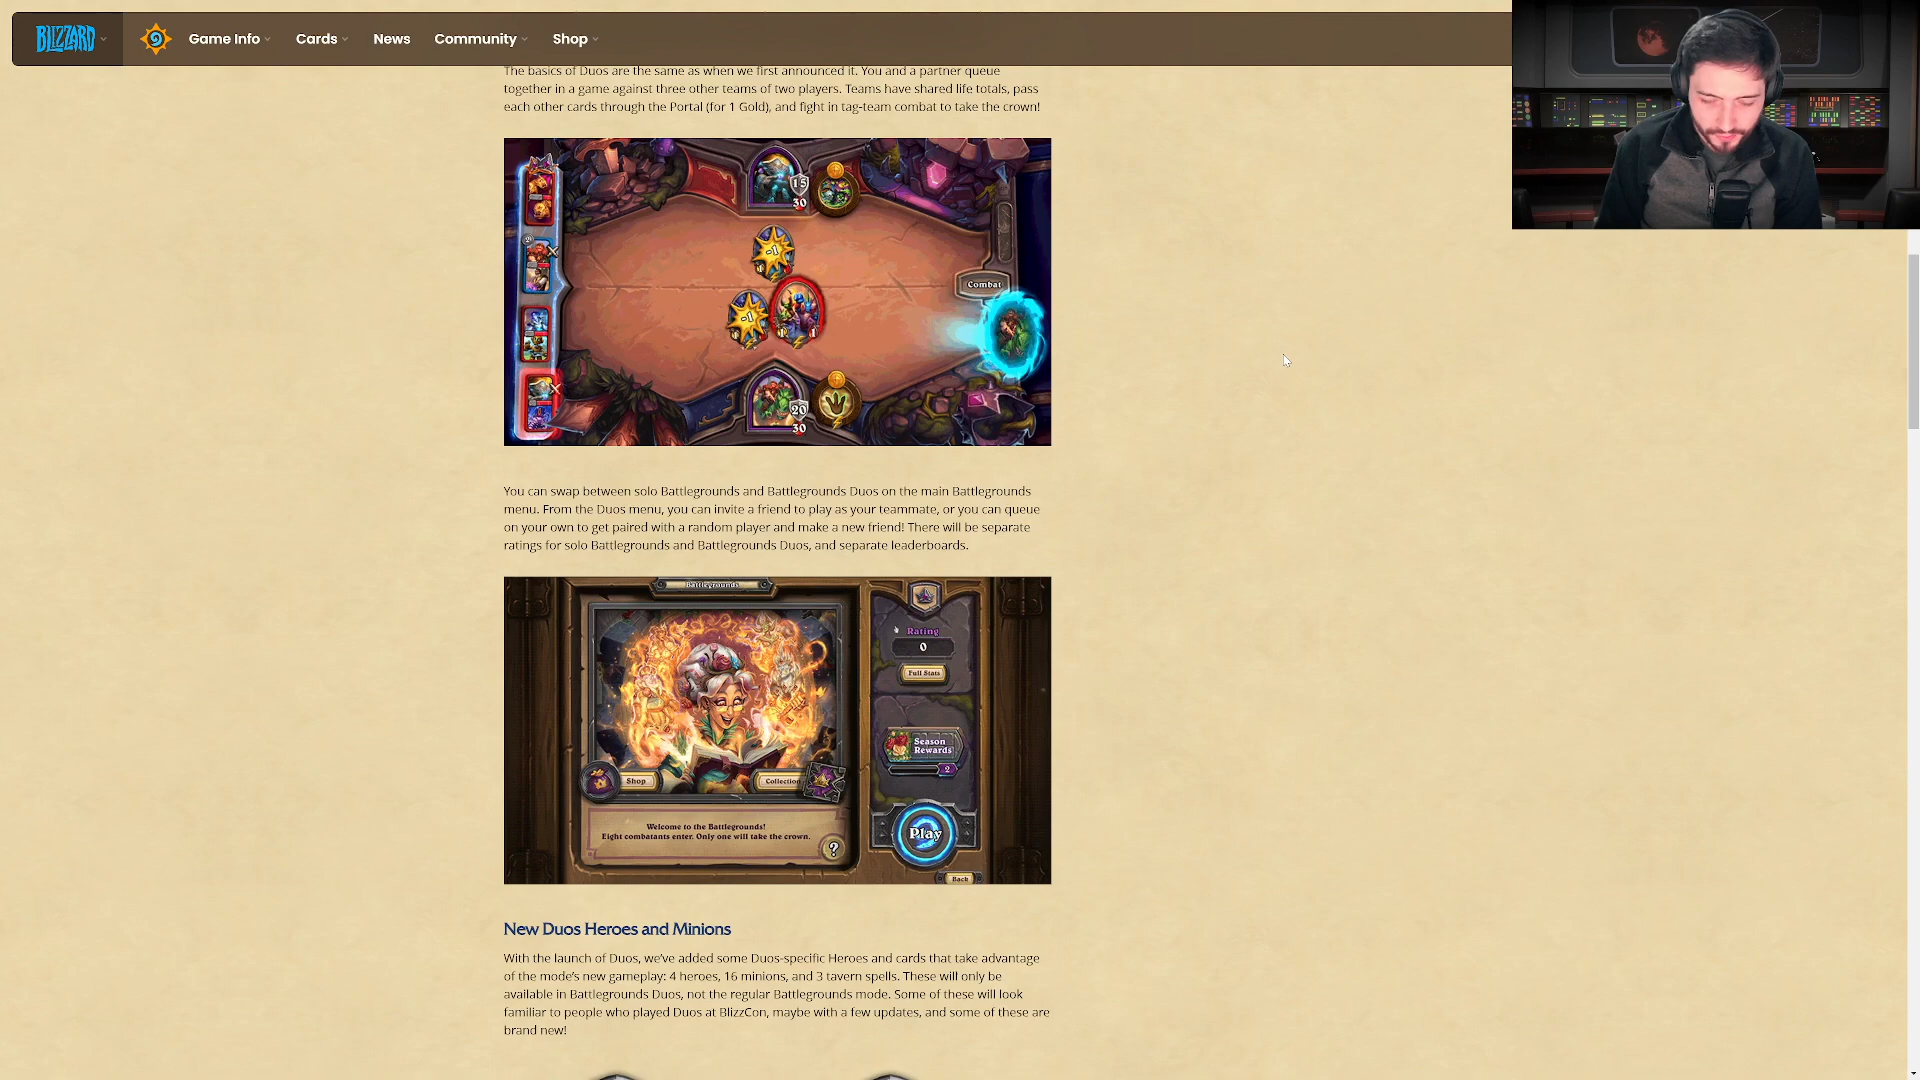 BLIZZARD
Game Info
Cards
News
Community
Shop
The basics of Duos are the same as when we first announced it. You and a partner queue
together in a game against three other teams of two players. Teams have shared life totals, pass
each other cards through the Portal (for 1 Gold), and fight in tag-team combat to take the crown!
15
30
-1
Combat
-1
20
30
You can swap between solo Battlegrounds and Battlegrounds Duos on the main Battlegrounds
menu. From the Duos menu, you can invite a friend to play as your teammate, or you can queue
on your own to get paired with a random player and make a new friend! There will be separate
ratings for solo Battlegrounds and Battlegrounds Duos, and separate leaderboards.
Battlegrounds
Rating
0
Full Stats
Season
Rewards
2
Shop
Collection
Welcome to the Battlegrounds!
Eight combatants enter. Only one will take the crown.
?
Play
Back
New Duos Heroes and Minions
With the launch of Duos, we’ve added some Duos-specific Heroes and cards that take advantage
of the mode’s new gameplay: 4 heroes, 16 minions, and 3 tavern spells. These will only be
available in Battlegrounds Duos, not the regular Battlegrounds mode. Some of these will look
familiar to people who played Duos at BlizzCon, maybe with a few updates, and some of these are
brand new!